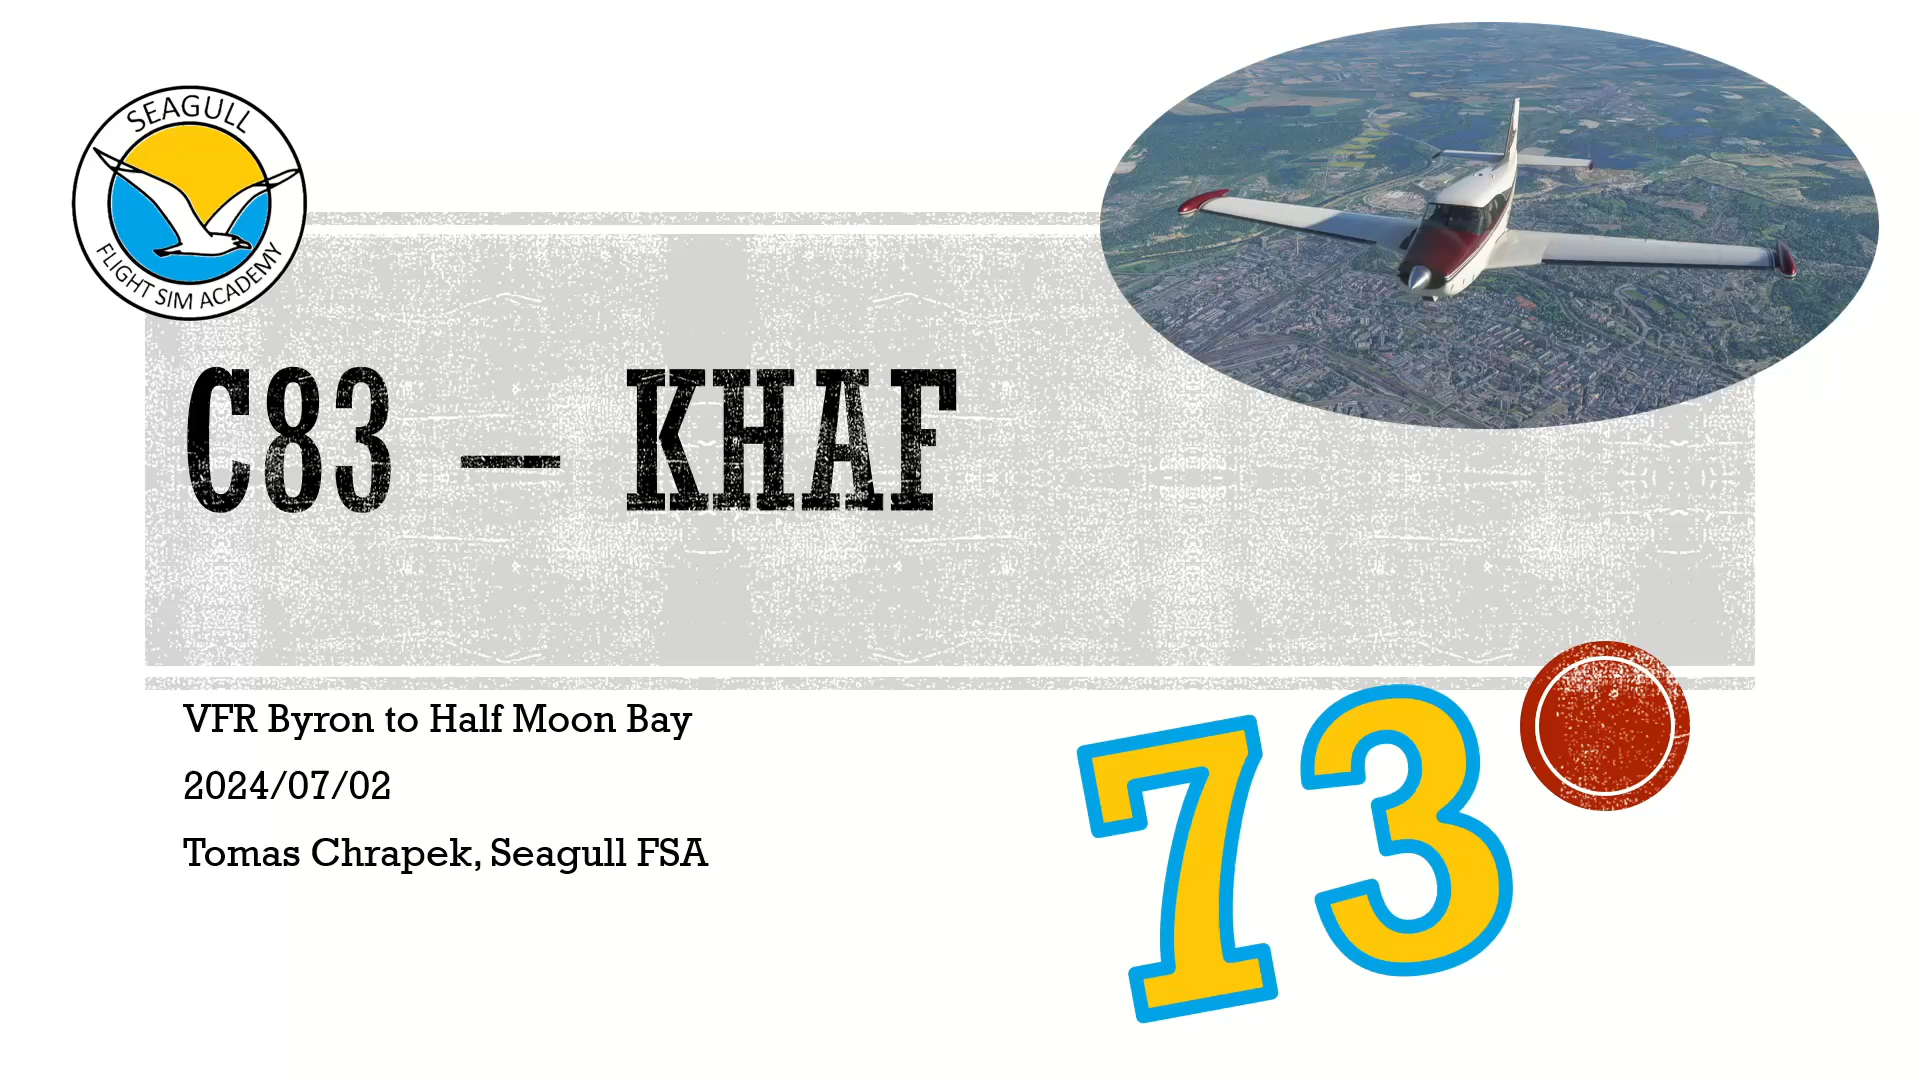 SEAGULL
FLIGHT SIM ACADEMY
C83 – KHAF
VFR Byron to Half Moon Bay
2024/07/02
Tomas Chrapek, Seagull FSA
73